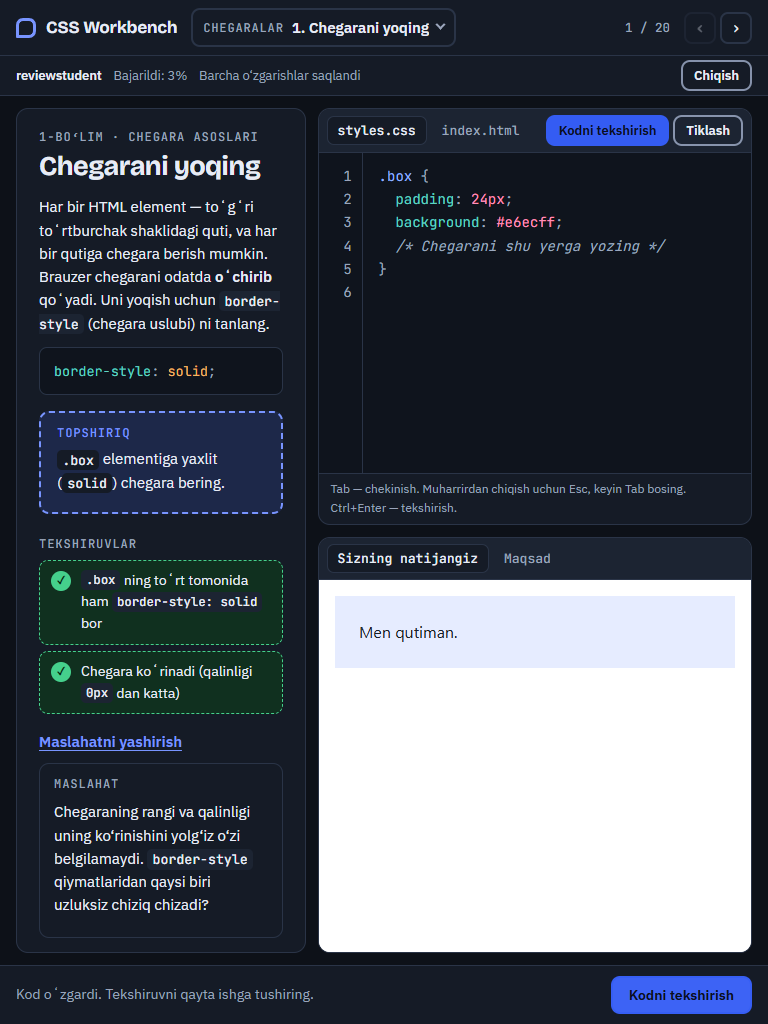 CSS Workbench
CHEGARALAR 1. Chegarani yoqing
1 / 20
‹ ›
reviewstudent Bajarildi: 3% Barcha oʻzgarishlar saqlandi
Chiqish
1-BOʻLIM · CHEGARA ASOSLARI
Chegarani yoqing
Har bir HTML element — toʻgʻri
toʻrtburchak shaklidagi quti, va har
bir qutiga chegara berish mumkin.
Brauzer chegarani odatda oʻchirib
qoʻyadi. Uni yoqish uchun border-
style (chegara uslubi) ni tanlang.
border-style: solid;
TOPSHIRIQ
.box elementiga yaxlit
(solid) chegara bering.
TEKSHIRUVLAR
✓ .box ning toʻrt tomonida
ham border-style: solid
bor
✓ Chegara koʻrinadi (qalinligi
0px dan katta)
Maslahatni yashirish
MASLAHAT
Chegaraning rangi va qalinligi
uning koʻrinishini yolgʻiz oʻzi
belgilamaydi. border-style
qiymatlaridan qaysi biri
uzluksiz chiziq chizadi?
styles.css index.html Kodni tekshirish Tiklash
1 .box {
2 padding: 24px;
3 background: #e6ecff;
4 /* Chegarani shu yerga yozing */
5 }
6
Tab — chekinish. Muharrirdan chiqish uchun Esc, keyin Tab bosing.
Ctrl+Enter — tekshirish.
Sizning natijangiz Maqsad
Men qutiman.
Kod oʻzgardi. Tekshiruvni qayta ishga tushiring.
Kodni tekshirish